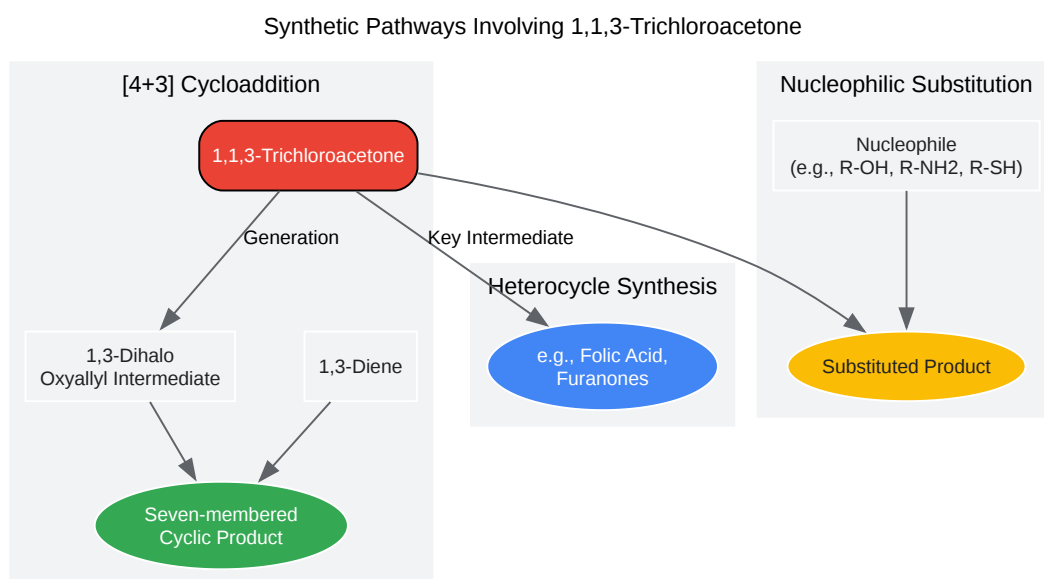 Synthetic Pathways Involving 1,1,3-Trichloroacetone
[4+3] Cycloaddition
Nucleophilic Substitution
1,1,3-Trichloroacetone
Nucleophile
(e.g., R-OH, R-NH2, R-SH)
Generation
Key Intermediate
Heterocycle Synthesis
1,3-Dihalo
Oxyallyl Intermediate
1,3-Diene
e.g., Folic Acid,
Furanones
Substituted Product
Seven-membered
Cyclic Product